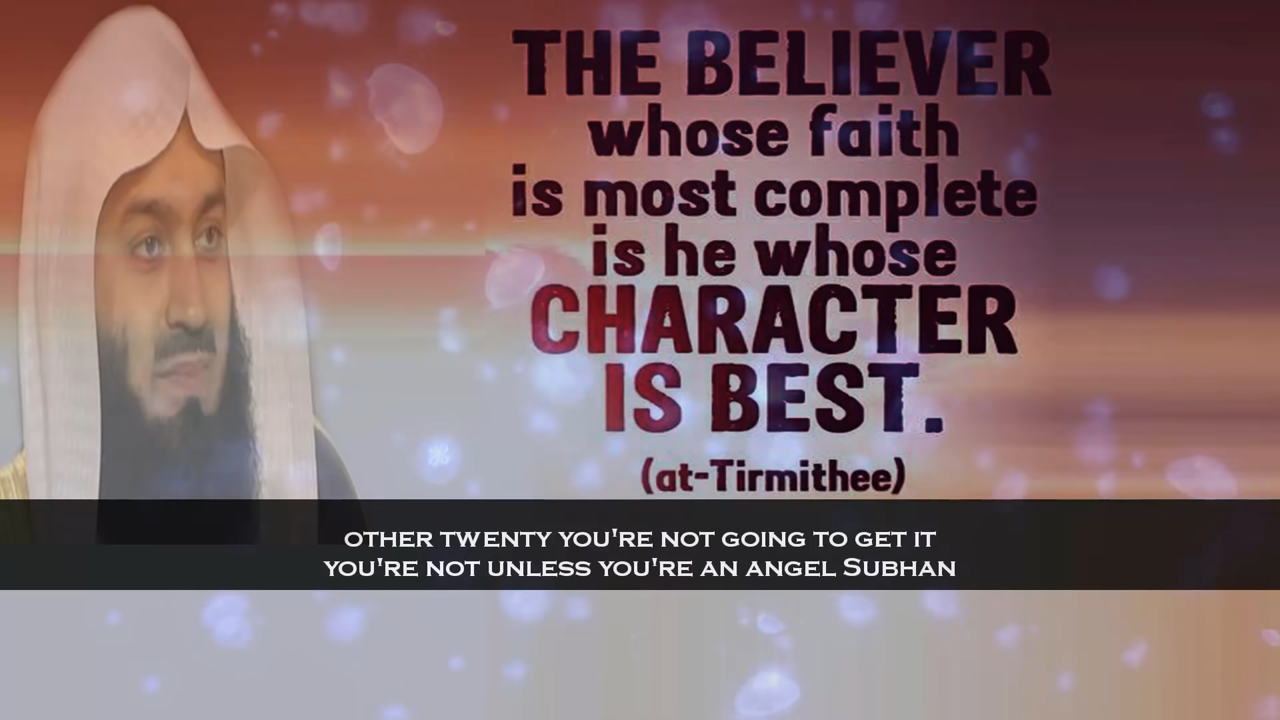 THE BELIEVER
whose faith
is most complete
is he whose
CHARACTER
IS BEST.
(at-Tirmithee)
OTHER TWENTY YOU'RE NOT GOING TO GET IT
YOU'RE NOT UNLESS YOU'RE AN ANGEL SUBHAN